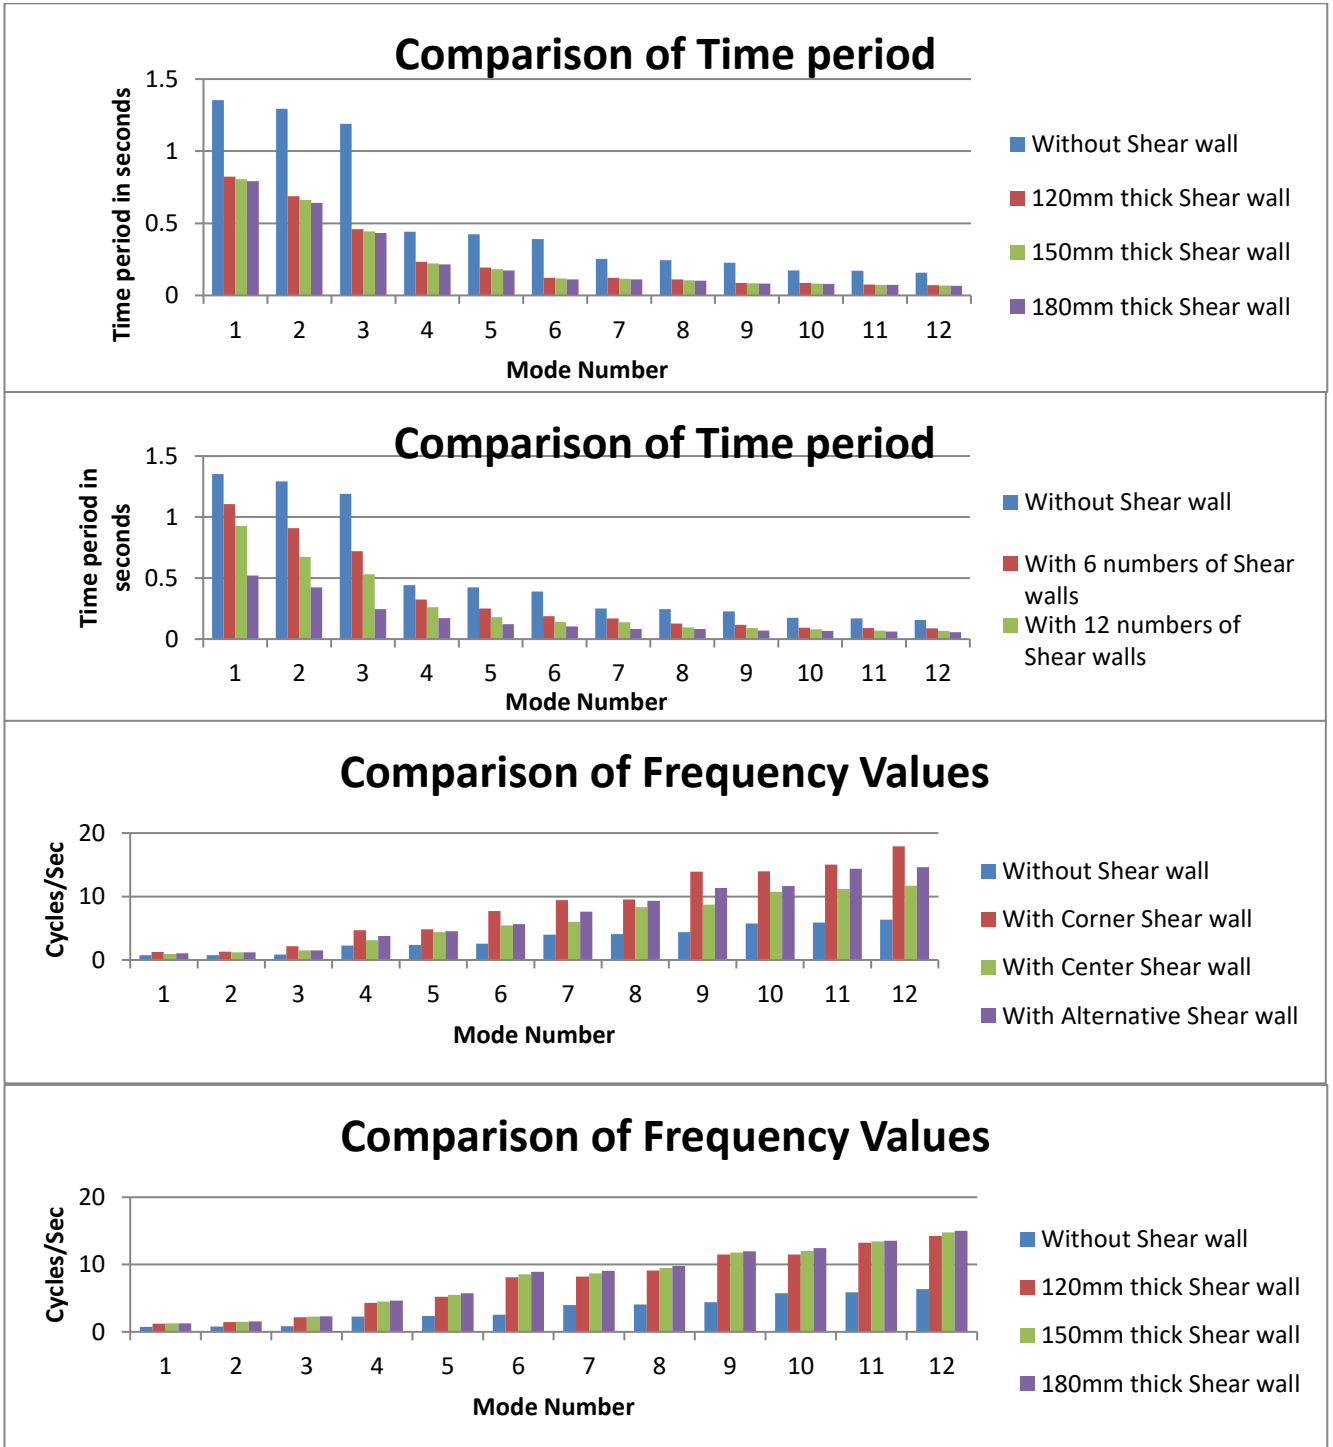 Comparison of Time period
Time period in seconds
1.5
1
0.5
0
1 2 3 4 5 6 7 8 9 10 11 12
Mode Number
Without Shear wall
120mm thick Shear wall
150mm thick Shear wall
180mm thick Shear wall
Comparison of Time period
Time period in
seconds
1.5
1
0.5
0
1 2 3 4 5 6 7 8 9 10 11 12
Mode Number
Without Shear wall
With 6 numbers of Shear
walls
With 12 numbers of
Shear walls
Comparison of Frequency Values
Cycles/Sec
20
10
0
1 2 3 4 5 6 7 8 9 10 11 12
Mode Number
Without Shear wall
With Corner Shear wall
With Center Shear wall
With Alternative Shear wall
Comparison of Frequency Values
Cycles/Sec
20
10
0
1 2 3 4 5 6 7 8 9 10 11 12
Mode Number
Without Shear wall
120mm thick Shear wall
150mm thick Shear wall
180mm thick Shear wall